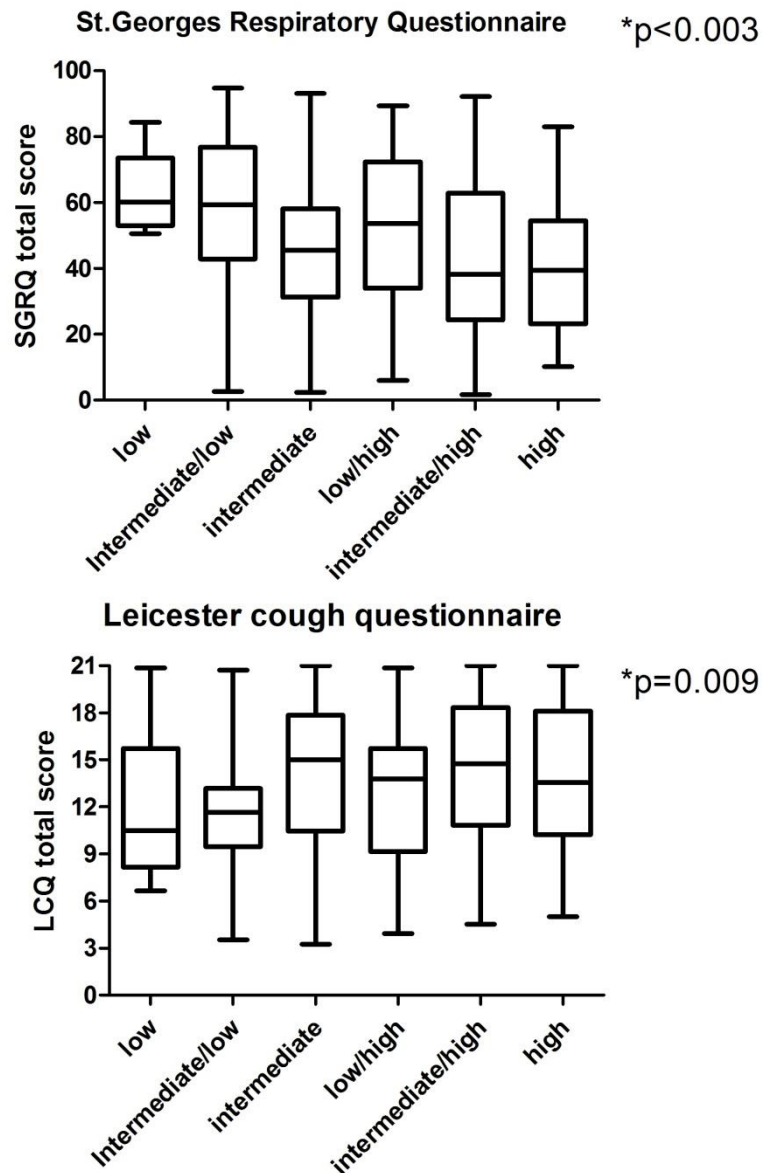 St.Georges Respiratory Questionnaire
*p<0.003
SGRQ total score
100
80
60
40
20
0
low
Intermediate/low
intermediate
low/high
intermediate/high
high
Leicester cough questionnaire
*p=0.009
LCQ total score
21
18
15
12
9
6
3
0
low
Intermediate/low
intermediate
low/high
intermediate/high
high